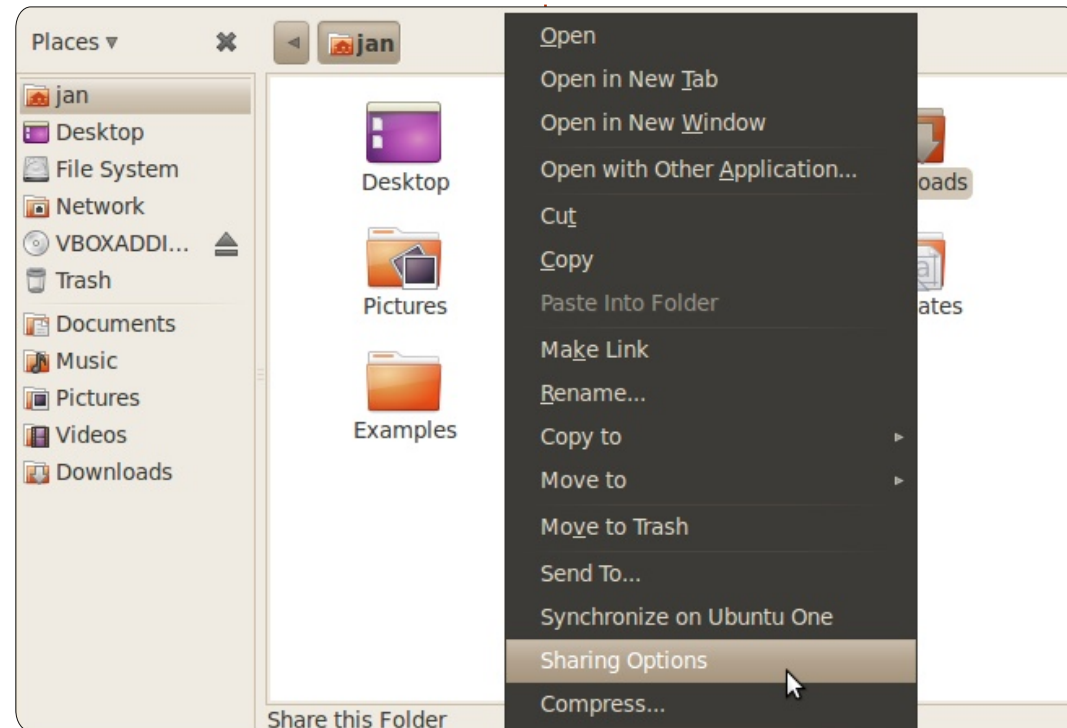 Places
jan
jan
Desktop
File System
Network
VBOXADDI...
Trash
Documents
Music
Pictures
Videos
Downloads
Desktop
oads
Pictures
ates
Examples
Open
Open in New Tab
Open in New Window
Open with Other Application...
Cut
Copy
Paste Into Folder
Make Link
Rename...
Copy to
Move to
Move to Trash
Send To...
Synchronize on Ubuntu One
Sharing Options
Compress...
Share this Folder